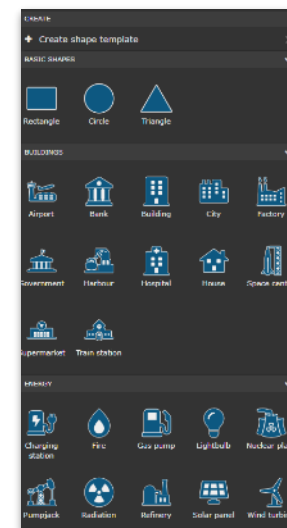 CREATE
+ Create shape template
BASIC SHAPES
Rectangle Circle Triangle
BUILDINGS
Airport Bank Building City Factory
Government Harbour Hospital House Space cent
Supermarket Train station
ENERGY
Charging station Fire Gas pump Lightbulb Nuclear pla
Pumpjack Radiation Refinery Solar panel Wind turbin